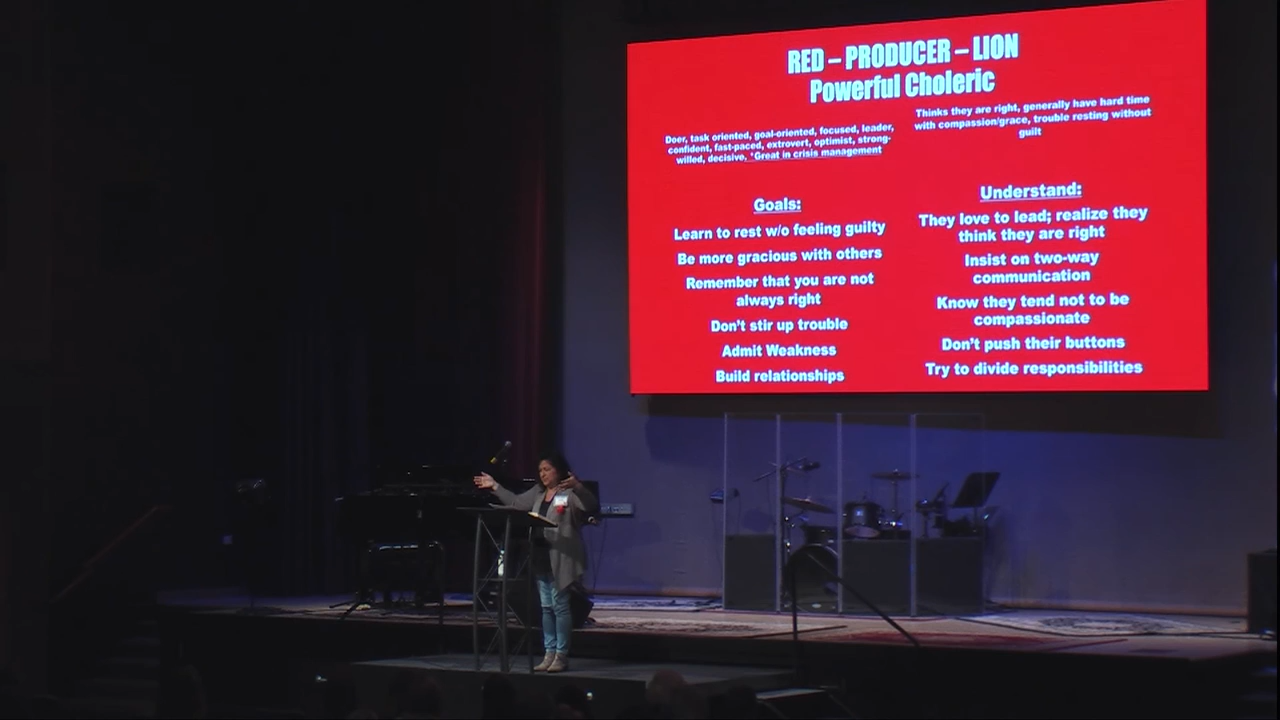 RED – PRODUCER – LION
Powerful Choleric
Doer, task oriented, goal-oriented, focused, leader,
confident, fast-paced, extrovert, optimist, strong-
willed, decisive, *Great in crisis management
Goals:
Learn to rest w/o feeling guilty
Be more gracious with others
Remember that you are not
always right
Don't stir up trouble
Admit Weakness
Build relationships
Thinks they are right, generally have hard time
with compassion/grace, trouble resting without
guilt
Understand:
They love to lead; realize they
think they are right
Insist on two-way
communication
Know they tend not to be
compassionate
Don't push their buttons
Try to divide responsibilities